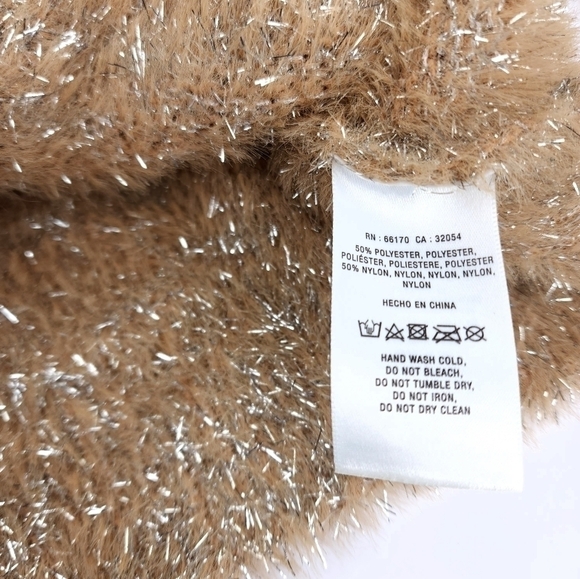 RN : 66170 CA : 32054
50% POLYESTER, POLYESTER,
POLIÉSTER, POLIESTERE, POLYESTER
50% NYLON, NYLON, NYLON, NYLON,
NYLON
HECHO EN CHINA
HAND WASH COLD,
DO NOT BLEACH,
DO NOT TUMBLE DRY,
DO NOT IRON,
DO NOT DRY CLEAN